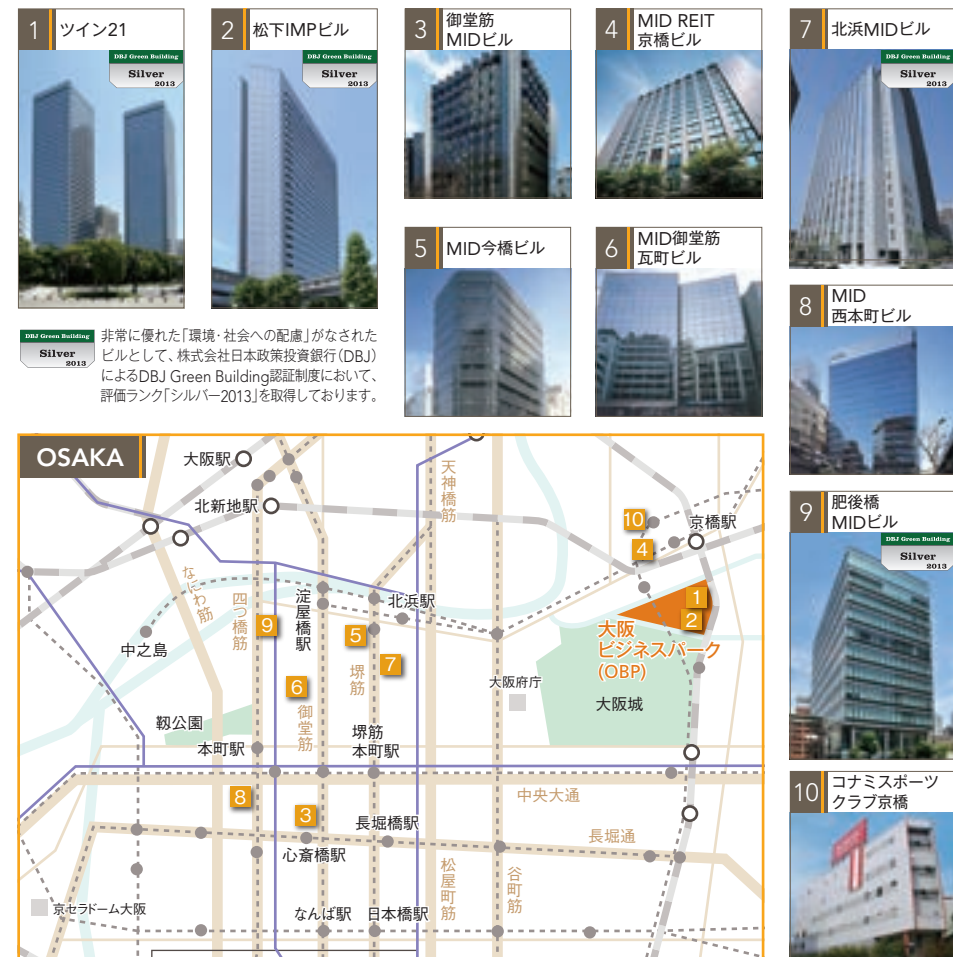 1 ツイン21
DBJ Green Building
Silver
2013
2 松下IMPビル
DBJ Green Building
Silver
2013
3 御堂筋
MIDビル
4 MID REIT
京橋ビル
5 MID今橋ビル
6 MID御堂筋
瓦町ビル
7 北浜MIDビル
DBJ Green Building
Silver
2013
8 MID
西本町ビル
9 肥後橋
MIDビル
DBJ Green Building
Silver
2013
10 コナミスポーツ
クラブ京橋
DBJ Green Building
Silver
2013
非常に優れた「環境・社会への配慮」がなされた
ビルとして、株式会社日本政策投資銀行(DBJ)
によるDBJ Green Building認証制度において、
評価ランク「シルバー2013」を取得しております。
OSAKA
大阪駅
天神橋筋
北新地駅
10
京橋駅
4
なにわ筋
四つ橋筋
9
淀屋橋駅
北浜駅
1
2
5
中之島
7
堺筋
大阪
ビジネスパーク
(OBP)
6
御堂筋
大阪府庁
大阪城
靱公園
本町駅
堺筋
本町駅
8
3
中央大通
長堀橋駅
長堀通
心斎橋駅
松屋町筋
谷町筋
京セラドーム大阪
なんば駅
日本橋駅